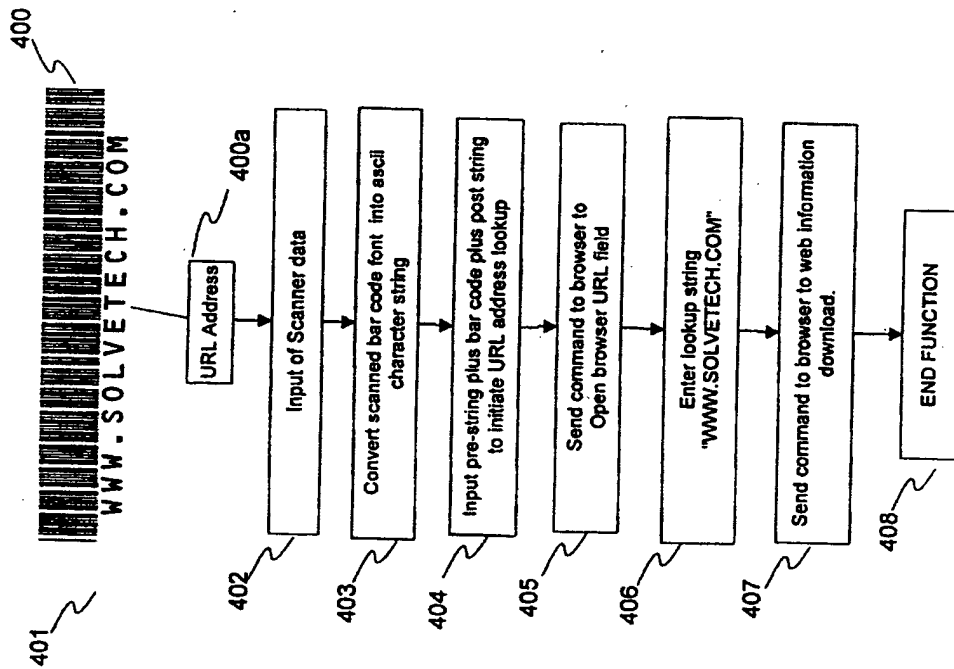 401
400
WWW.SOLVETECH.COM
400a
URL Address
402
Input of Scanner data
403
Convert scanned bar code font into ascii
character string
404
Input pre-string plus bar code plus post string
to initiate URL address lookup
405
Send command to browser to
Open browser URL field
406
Enter lookup string
"WWW.SOLVETECH.COM"
407
Send command to browser to web information
download.
408
END FUNCTION